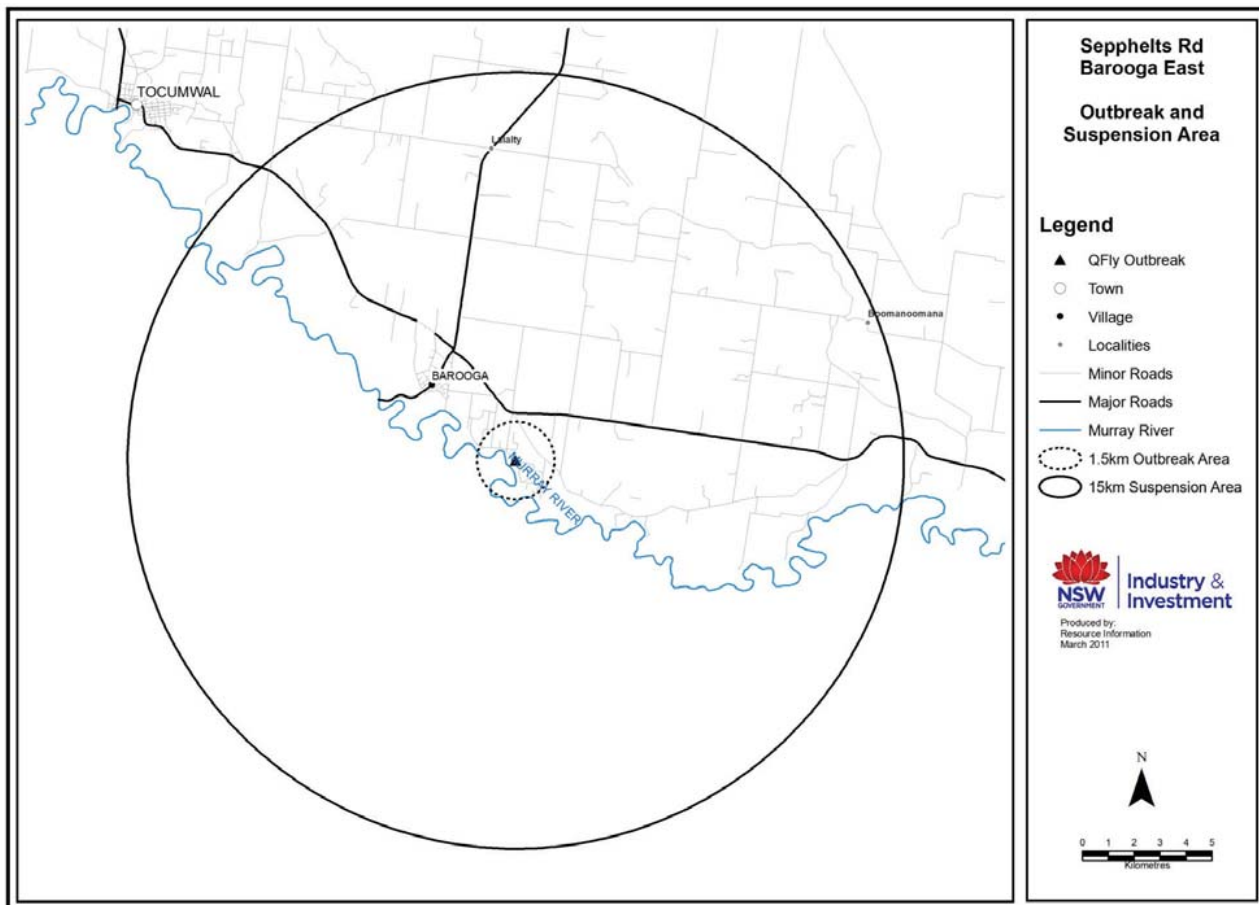 TOCUMWAL
Lalalty
Boomanoomana
BAROOGA
MURRAY RIVER
Sepphelts Rd
Barooga East
Outbreak and
Suspension Area
Legend
QFly Outbreak
Town
Village
Localities
Minor Roads
Major Roads
Murray River
1.5km Outbreak Area
15km Suspension Area
NSW
GOVERNMENT
Industry &
Investment
Produced by:
Resource Information
March 2011
N
0 1 2 3 4 5
Kilometres